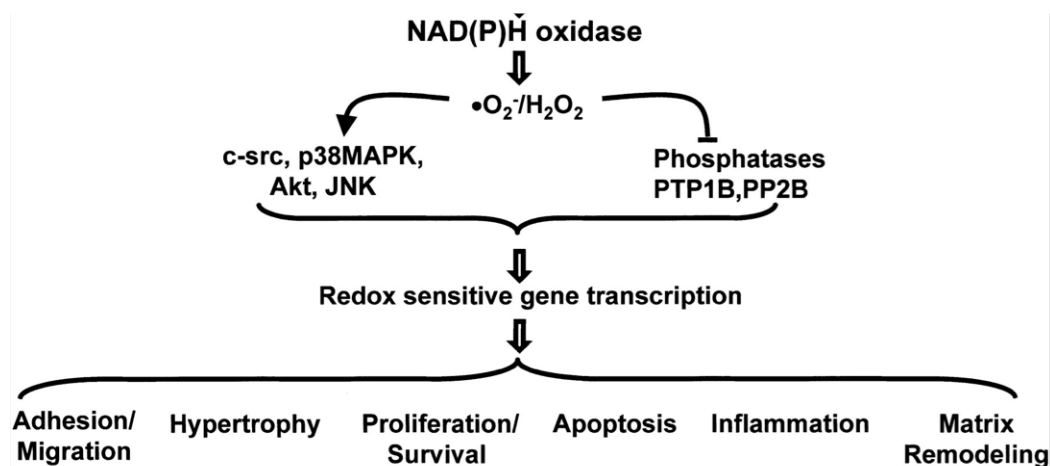 NAD(P)H oxidase
•O₂⁻/H₂O₂
c-src, p38MAPK,
Akt, JNK
Phosphatases
PTP1B,PP2B
Redox sensitive gene transcription
Adhesion/
Migration
Hypertrophy
Proliferation/
Survival
Apoptosis
Inflammation
Matrix
Remodeling